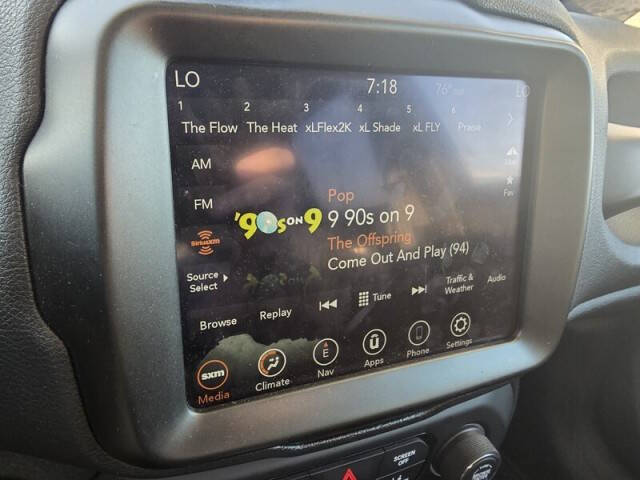 LO 7:18 76° LO
1 2 3 4 5 6
The Flow The Heat xLFlex2K xL Shade xL FLY Praise
AM
FM
SiriusXM
Source
Select
'90s ON 9
Pop
9 90s on 9
The Offspring
Come Out And Play (94)
Fav
Browse Replay Tune Traffic &
Weather Audio
sxm E
Media Climate Nav Apps Phone Settings
SCREEN
OFF